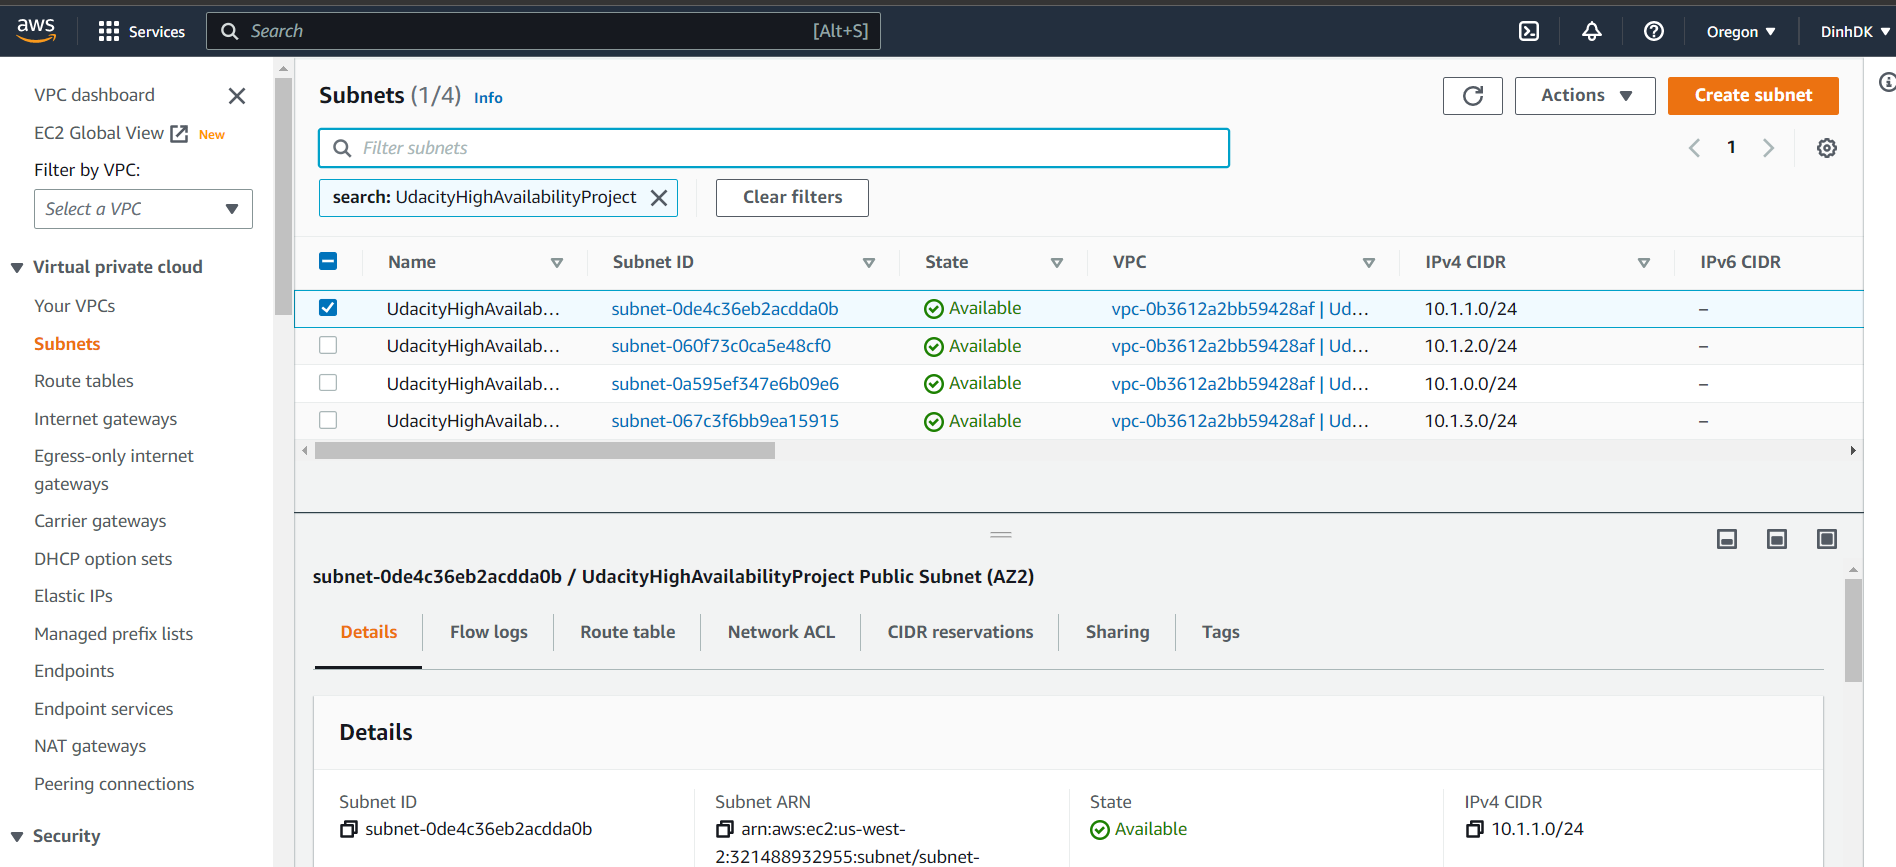 aws
Services
Search
[Alt+S]
Oregon
DinhDK
VPC dashboard
EC2 Global View New
Filter by VPC:
Select a VPC
Virtual private cloud
Your VPCs
Subnets
Route tables
Internet gateways
Egress-only internet
gateways
Carrier gateways
DHCP option sets
Elastic IPs
Managed prefix lists
Endpoints
Endpoint services
NAT gateways
Peering connections
Security
Subnets (1/4) Info
Actions
Create subnet
Filter subnets
1
search: UdacityHighAvailabilityProject
Clear filters
Name Subnet ID State VPC IPv4 CIDR IPv6 CIDR
UdacityHighAvailab... subnet-0de4c36eb2acdda0b Available vpc-0b3612a2bb59428af | Ud... 10.1.1.0/24 –
UdacityHighAvailab... subnet-060f73c0ca5e48cf0 Available vpc-0b3612a2bb59428af | Ud... 10.1.2.0/24 –
UdacityHighAvailab... subnet-0a595ef347e6b09e6 Available vpc-0b3612a2bb59428af | Ud... 10.1.0.0/24 –
UdacityHighAvailab... subnet-067c3f6bb9ea15915 Available vpc-0b3612a2bb59428af | Ud... 10.1.3.0/24 –
subnet-0de4c36eb2acdda0b / UdacityHighAvailabilityProject Public Subnet (AZ2)
Details Flow logs Route table Network ACL CIDR reservations Sharing Tags
Details
Subnet ID
subnet-0de4c36eb2acdda0b
Subnet ARN
arn:aws:ec2:us-west-
2:321488932955:subnet/subnet-
State
Available
IPv4 CIDR
10.1.1.0/24